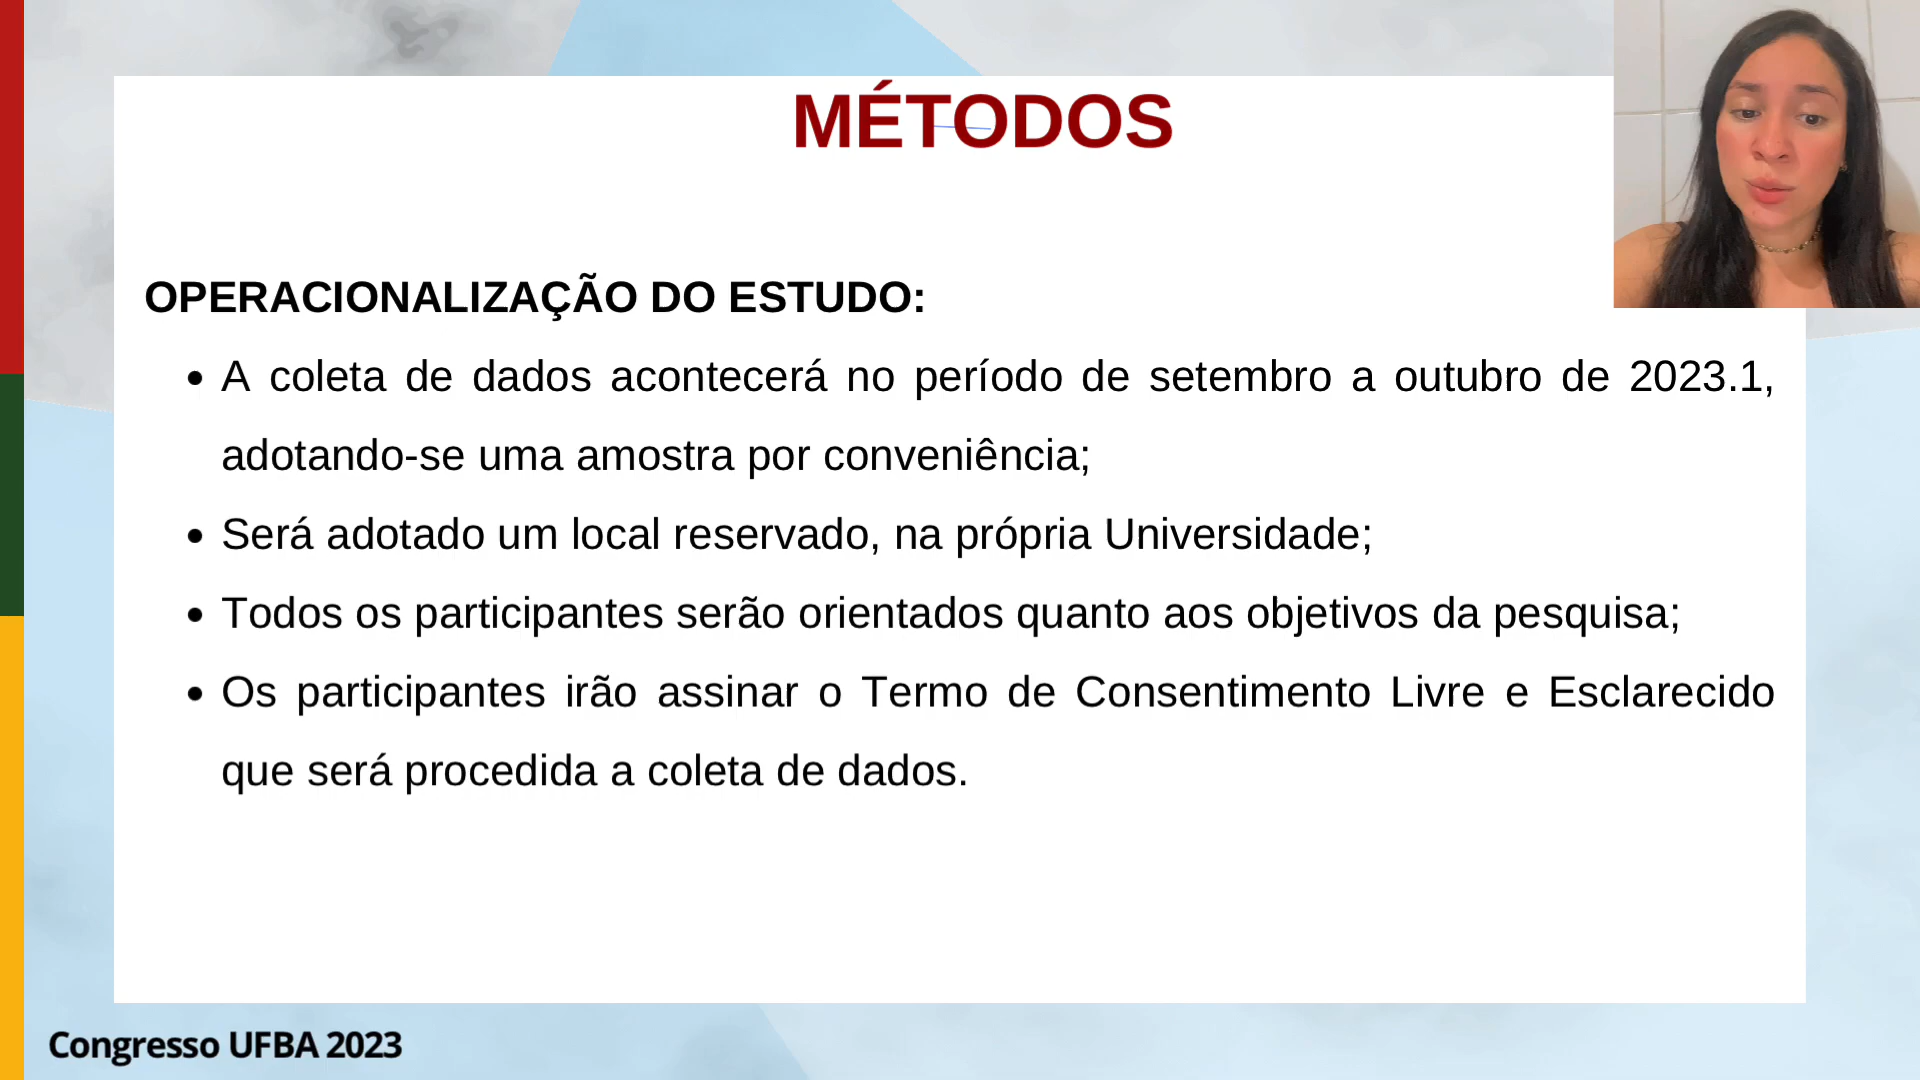 MÉTODOS
OPERACIONALIZAÇÃO DO ESTUDO:
• A coleta de dados acontecerá no período de setembro a outubro de 2023.1,
adotando-se uma amostra por conveniência;
• Será adotado um local reservado, na própria Universidade;
• Todos os participantes serão orientados quanto aos objetivos da pesquisa;
• Os participantes irão assinar o Termo de Consentimento Livre e Esclarecido
que será procedida a coleta de dados.
Congresso UFBA 2023